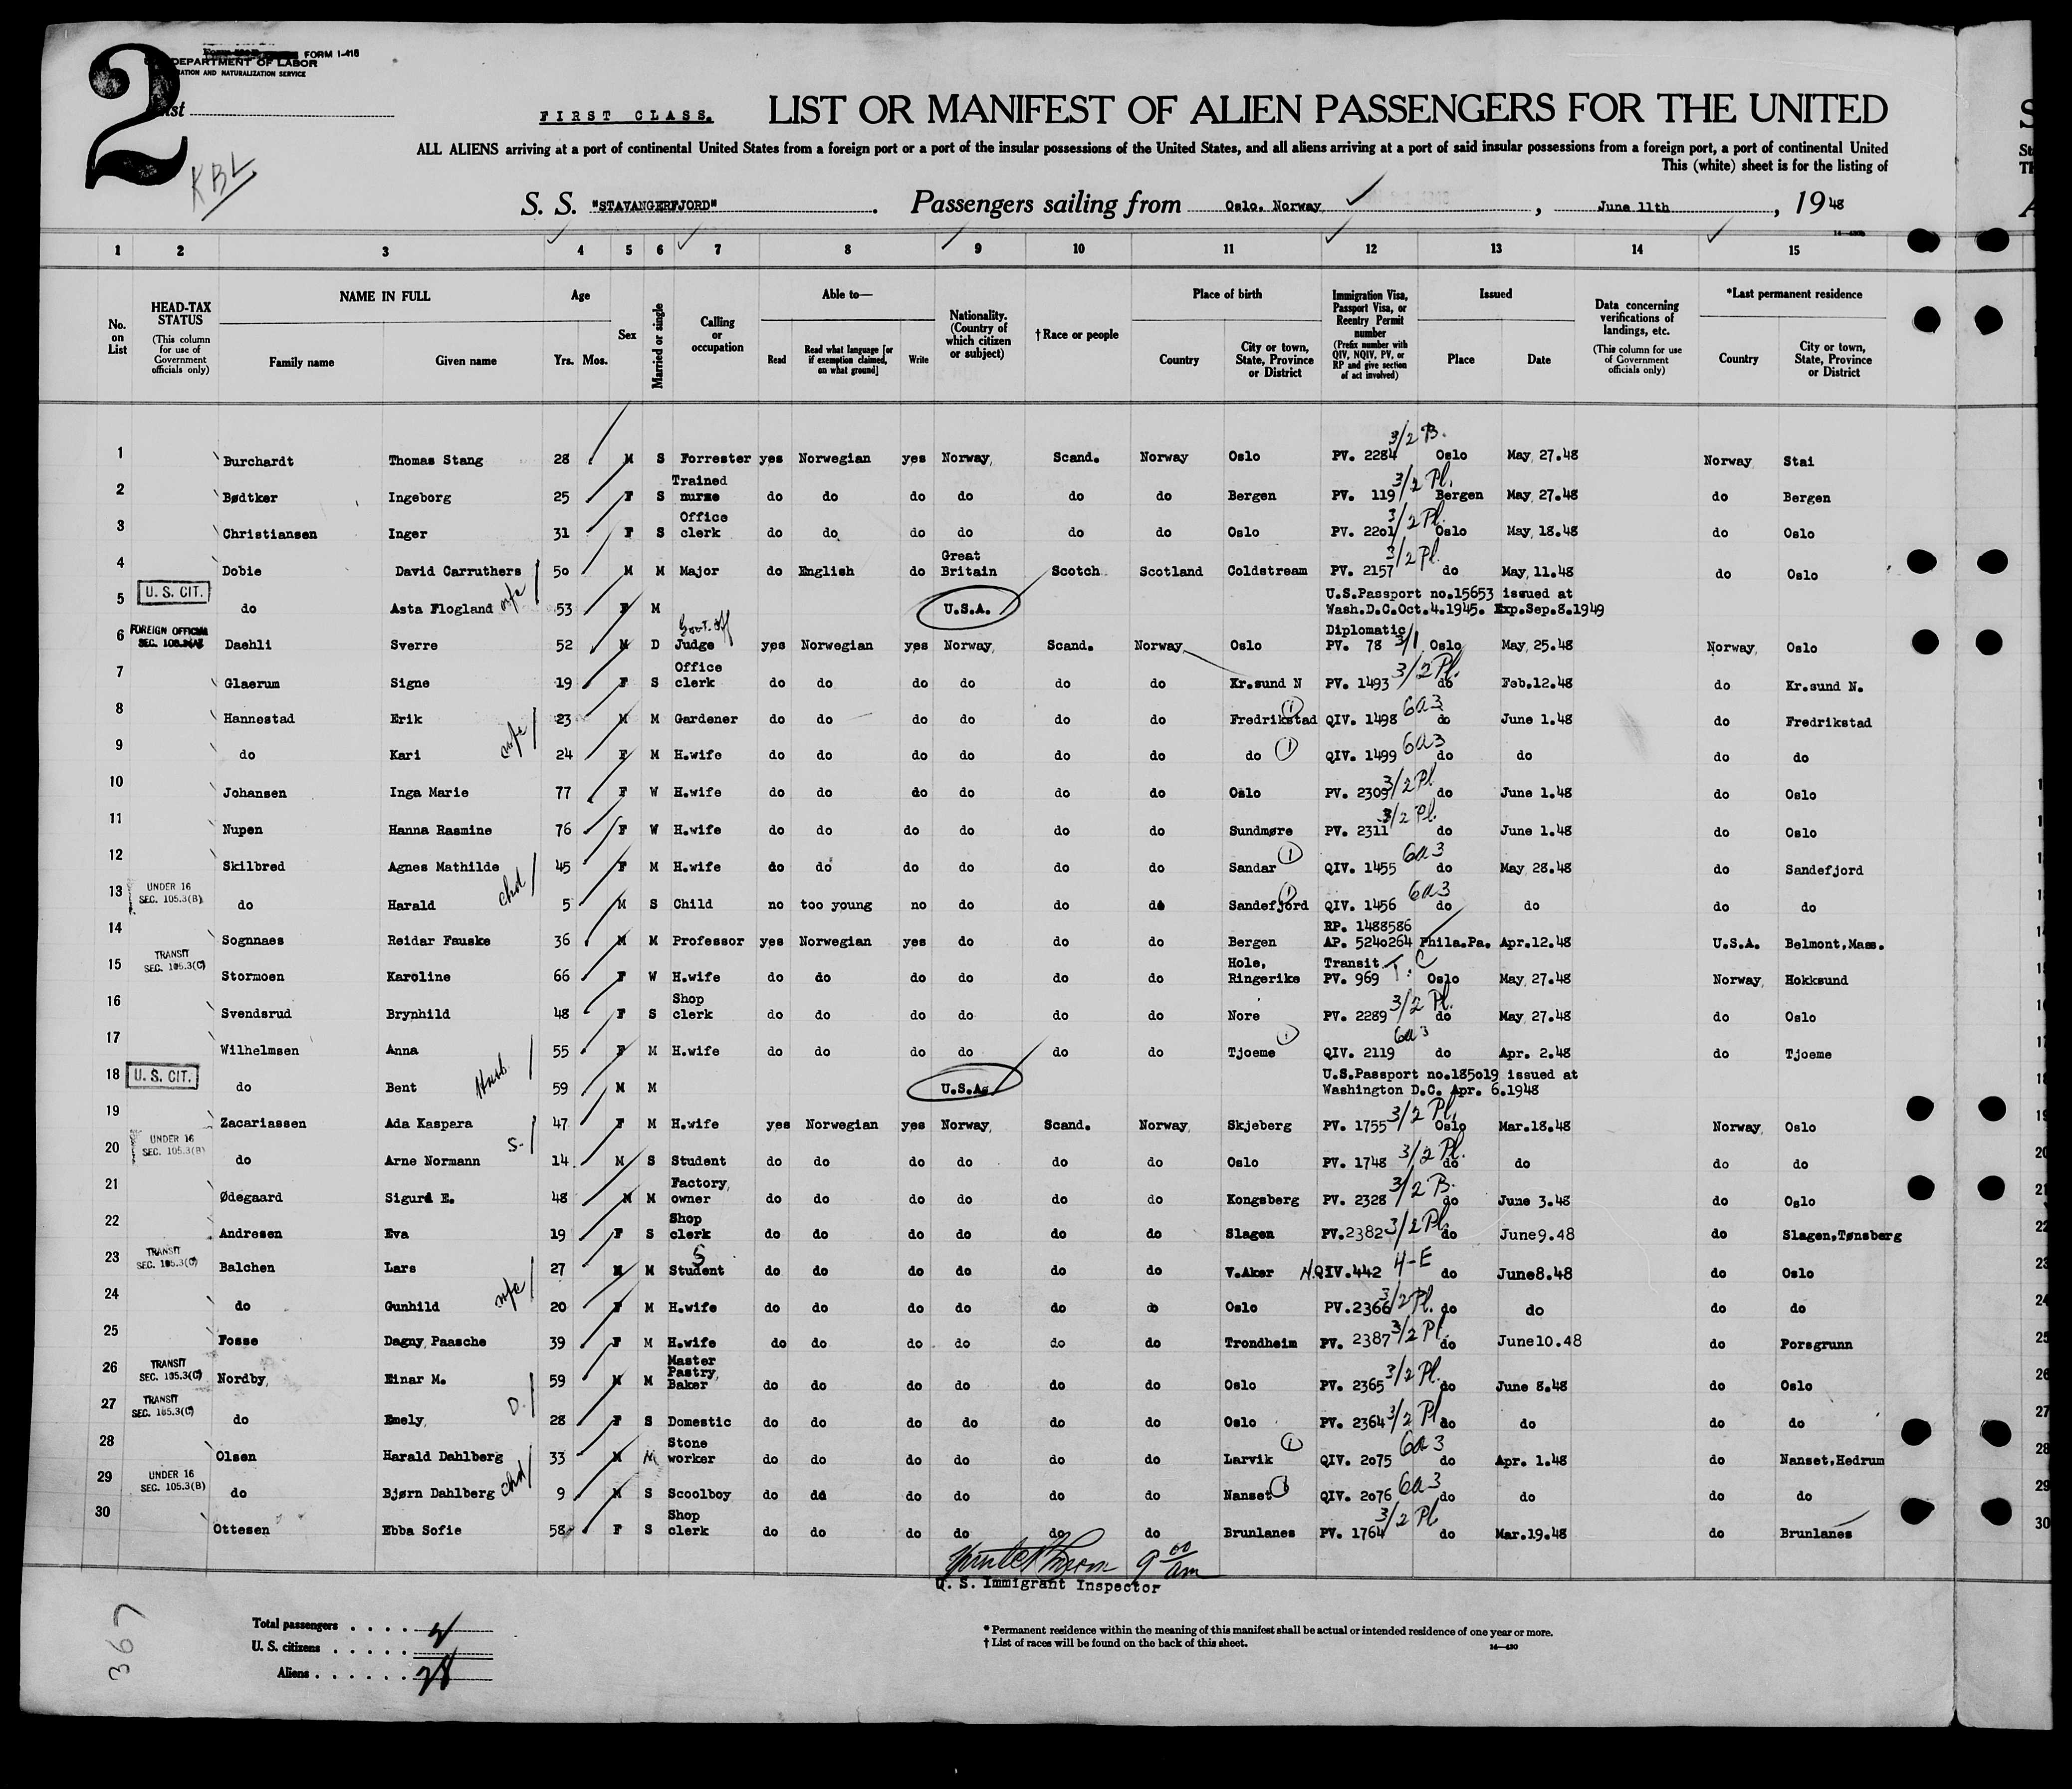 2
FORM 1-415
DEPARTMENT OF LABOR
ATION AND NATURALIZATION SERVICE
KBL
FIRST CLASS. LIST OR MANIFEST OF ALIEN PASSENGERS FOR THE UNITED
ALL ALIENS arriving at a port of continental United States from a foreign port or a port of the insular possessions of the United States, and all aliens arriving at a port of said insular possessions from a foreign port, a port of continental United
This (white) sheet is for the listing of
S. S. "STAVANGERFJORD". Passengers sailing from Oslo, Norway, June 11th, 1948
1 2 3 4 5 6 7 8 9 10 11 12 13 14 15
No. on List
HEAD-TAX STATUS (This column for use of Government officials only)
NAME IN FULL Family name Given name
Age Yrs. Mos.
Sex
Married or single
Calling or occupation
Able to— Read Read what language [or if exemption claimed, on what ground] Write
Nationality. (Country of which citizen or subject)
†Race or people
Place of birth Country City or town, State, Province or District
Immigration Visa, Passport Visa, or Reentry Permit number (Prefix number with QIV, NQIV, PV, or RP and give section of act involved)
Issued Place Date
Data concerning verifications of landings, etc. (This column for use of Government officials only)
*Last permanent residence Country City or town, State, Province or District
1 Burchardt Thomas Stang 28 M S Forrester yes Norwegian yes Norway, Scand. Norway Oslo PV. 2284 3/2 B. Oslo May 27.48 Norway Stai
2 Bødtker Ingeborg 25 F S Trained nurse do do do do do do Bergen PV. 119 3/2 Pl. Bergen May 27.48 do Bergen
3 Christiansen Inger 31 F S Office clerk do do do do do do Oslo PV. 2201 3/2 Pl. Oslo May 18.48 do Oslo
4 Dobie David Carruthers 50 M M Major do English do Great Britain Scotch Scotland Coldstream PV. 2157 3/2 Pl. do May 11.48 do Oslo
5 U. S. CIT. do Asta Flogland wfe 53 F M U.S.A. U.S.Passport no.15653 issued at Wash.D.C.Oct.4.1945. Exp.Sep.8.1949
6 FOREIGN OFFICIAL Daehli Sverre 52 M D Govt. Off Judge yes Norwegian yes Norway, Scand. Norway Oslo Diplomatic PV. 78 3/1 Oslo May 25.48 Norway Oslo
7 Glaerum Signe 19 F S Office clerk do do do do do do Kr.sund N PV. 1493 3/2 Pl. do Feb.12.48 do Kr.sund N.
8 Hannestad Erik 23 M M Gardener do do do do do do Fredrikstad QIV. 1498 6a3 do June 1.48 do Fredrikstad
9 do Kari wfe 24 F M H.wife do do do do do do do QIV. 1499 6a3 do do do do
10 Johansen Inga Marie 77 F W H.wife do do do do do do Oslo PV. 2309 3/2 Pl. do June 1.48 do Oslo
11 Nupen Hanna Rasmine 76 F W H.wife do do do do do do Sundmøre PV. 2311 3/2 Pl. do June 1.48 do Oslo
12 Skilbred Agnes Mathilde 45 F M H.wife do do do do do do Sandar QIV. 1455 6a3 do May 28.48 do Sandefjord
13 UNDER 16 SEC. 105.3(B) do Harald chd 5 M S Child no too young no do do do Sandefjord QIV. 1456 6a3 do do do do
14 Sognnaes Reidar Fauske 36 M M Professor yes Norwegian yes do do do Bergen RP. 1488586 AP. 5240264 Phila.Pa. Apr.12.48 U.S.A. Belmont,Mass.
15 TRANSIT SEC. 105.3(C) Stormoen Karoline 66 F W H.wife do do do do do do Hole, Ringerike Transit PV. 969 T.C Oslo May 27.48 Norway Hokksund
16 Svendsrud Brynhild 48 F S Shop clerk do do do do do do Nore PV. 2289 3/2 Pl. do May 27.48 do Oslo
17 Wilhelmsen Anna 55 F M H.wife do do do do do do Tjoeme QIV. 2119 6a3 do Apr. 2.48 do Tjoeme
18 U. S. CIT. do Bent Husb. 59 M M U.S.A. U.S.Passport no.185019 issued at Washington D.C. Apr. 6.1948
19 Zacariassen Ada Kaspara 47 F M H.wife yes Norwegian yes Norway, Scand. Norway, Skjeberg PV. 1755 3/2 Pl. Oslo Mar.18.48 Norway Oslo
20 UNDER 16 SEC. 105.3(B) do Arne Normann S. 14 M S Student do do do do do do Oslo PV. 1748 3/2 Pl. do do do do
21 Ødegaard Sigurd E. 48 M M Factory owner do do do do do do Kongsberg PV. 2328 3/2 B. do June 3.48 do Oslo
22 Andresen Eva 19 F S Shop clerk do do do do do do Slagen PV.2382 3/2 Pl. do June9.48 do Slagen,Tønsberg
23 TRANSIT SEC. 105.3(C) Balchen Lars 27 M M Student S do do do do do do V.Aker N.QIV.442 4-E do June8.48 do Oslo
24 do Gunhild wfe 20 F M H.wife do do do do do do Oslo PV.2366 3/2 Pl. do do do do
25 Fosse Dagny Paasche 39 F M H.wife do do do do do do Trondheim PV. 2387 3/2 Pl. do June10.48 do Porsgrunn
26 TRANSIT SEC. 105.3(C) Nordby, Einar M. 59 M M Master Pastry, Baker do do do do do do Oslo PV. 2365 3/2 Pl. do June 8.48 do Oslo
27 TRANSIT SEC. 105.3(C) do Emely, D. 28 F S Domestic do do do do do do Oslo PV. 2364 3/2 Pl do do do do
28 Olsen Harald Dahlberg 33 M M Stone worker do do do do do do Larvik QIV. 2075 6a3 do Apr. 1.48 do Nanset,Hedrum
29 UNDER 16 SEC. 105.3(B) do Bjørn Dahlberg chd 9 M S Scoolboy do do do do do do Nanset QIV. 2076 6a3 do do do do
30 Ottesen Ebba Sofie 58 F S Shop clerk do do do do do do Brunlanes PV. 1764 3/2 Pl do Mar.19.48 do Brunlanes
9 00 am
U. S. Immigrant Inspector
Total passengers
U. S. citizens
Aliens 28
367
* Permanent residence within the meaning of this manifest shall be actual or intended residence of one year or more.
† List of races will be found on the back of this sheet.